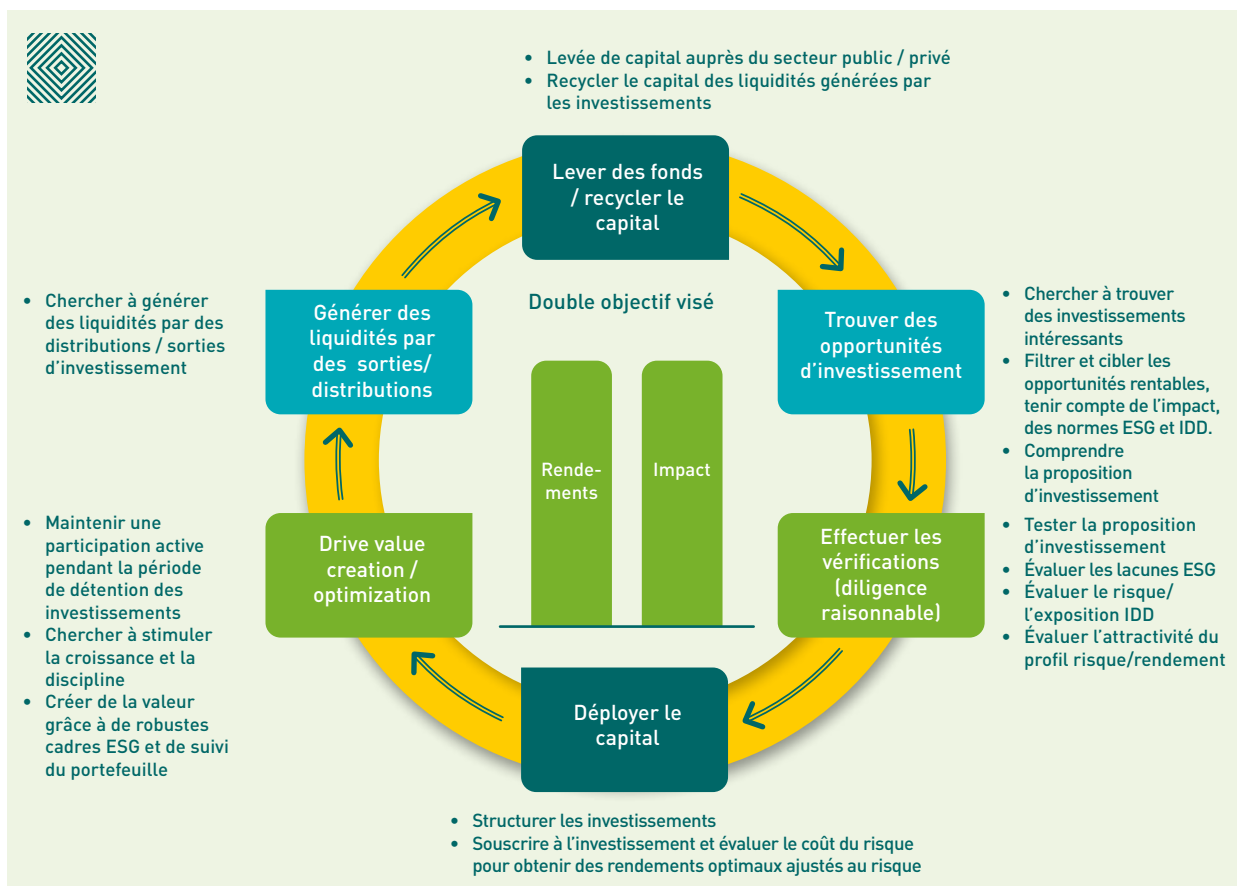 • Levée de capital auprès du secteur public / privé
• Recycler le capital des liquidités générées par
les investissements
Lever des fonds
/ recycler le
capital
Double objectif visé
Rende-
ments
Impact
Trouver des
opportunités
d’investissement
• Chercher à trouver
des investissements
intéressants
• Filtrer et cibler les
opportunités rentables,
tenir compte de l’impact,
des normes ESG et IDD.
• Comprendre
la proposition
d’investissement
Effectuer les
vérifications
(diligence
raisonnable)
• Tester la proposition
d’investissement
• Évaluer les lacunes ESG
• Évaluer le risque/
l’exposition IDD
• Évaluer l’attractivité du
profil risque/rendement
Déployer le
capital
• Structurer les investissements
• Souscrire à l’investissement et évaluer le coût du risque
pour obtenir des rendements optimaux ajustés au risque
Drive value
creation /
optimization
• Maintenir une
participation active
pendant la période
de détention des
investissements
• Chercher à stimuler
la croissance et la
discipline
• Créer de la valeur
grâce à de robustes
cadres ESG et de suivi
du portefeuille
Générer des
liquidités par
des sorties/
distributions
• Chercher à générer
des liquidités par des
distributions / sorties
d’investissement